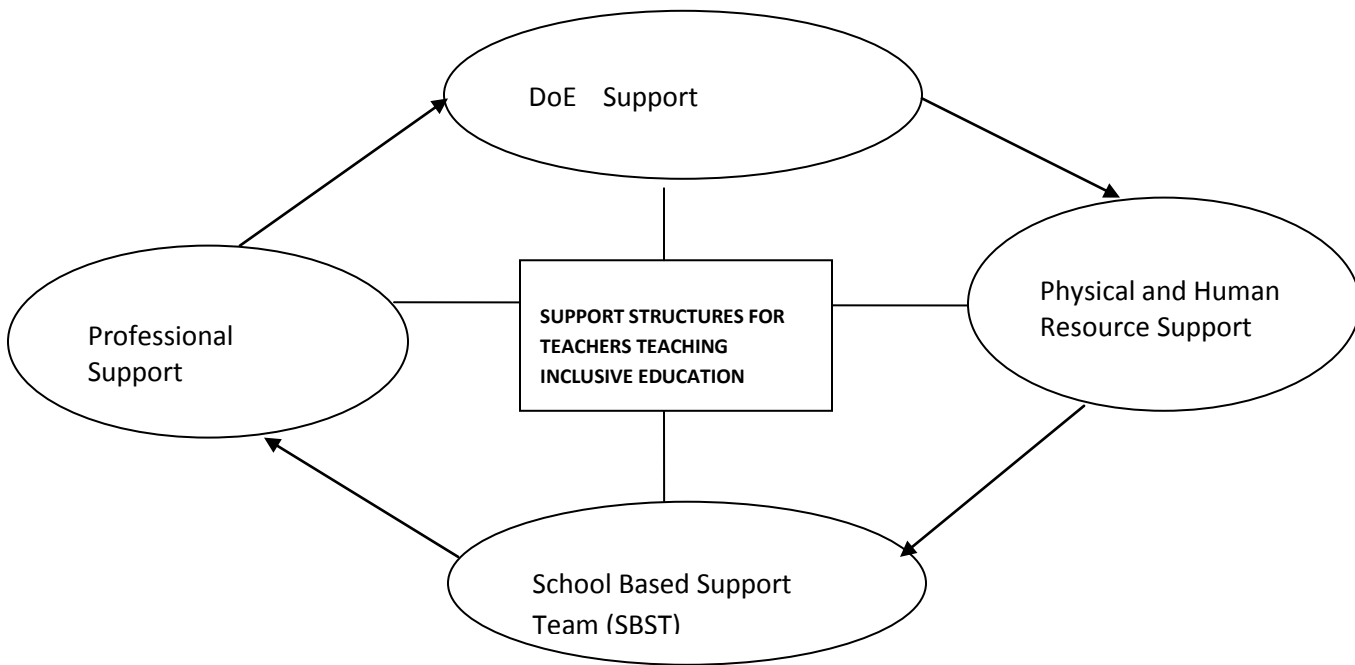 DoE Support
Physical and Human
Resource Support
SUPPORT STRUCTURES FOR
TEACHERS TEACHING
INCLUSIVE EDUCATION
Professional
Support
School Based Support
Team (SBST)